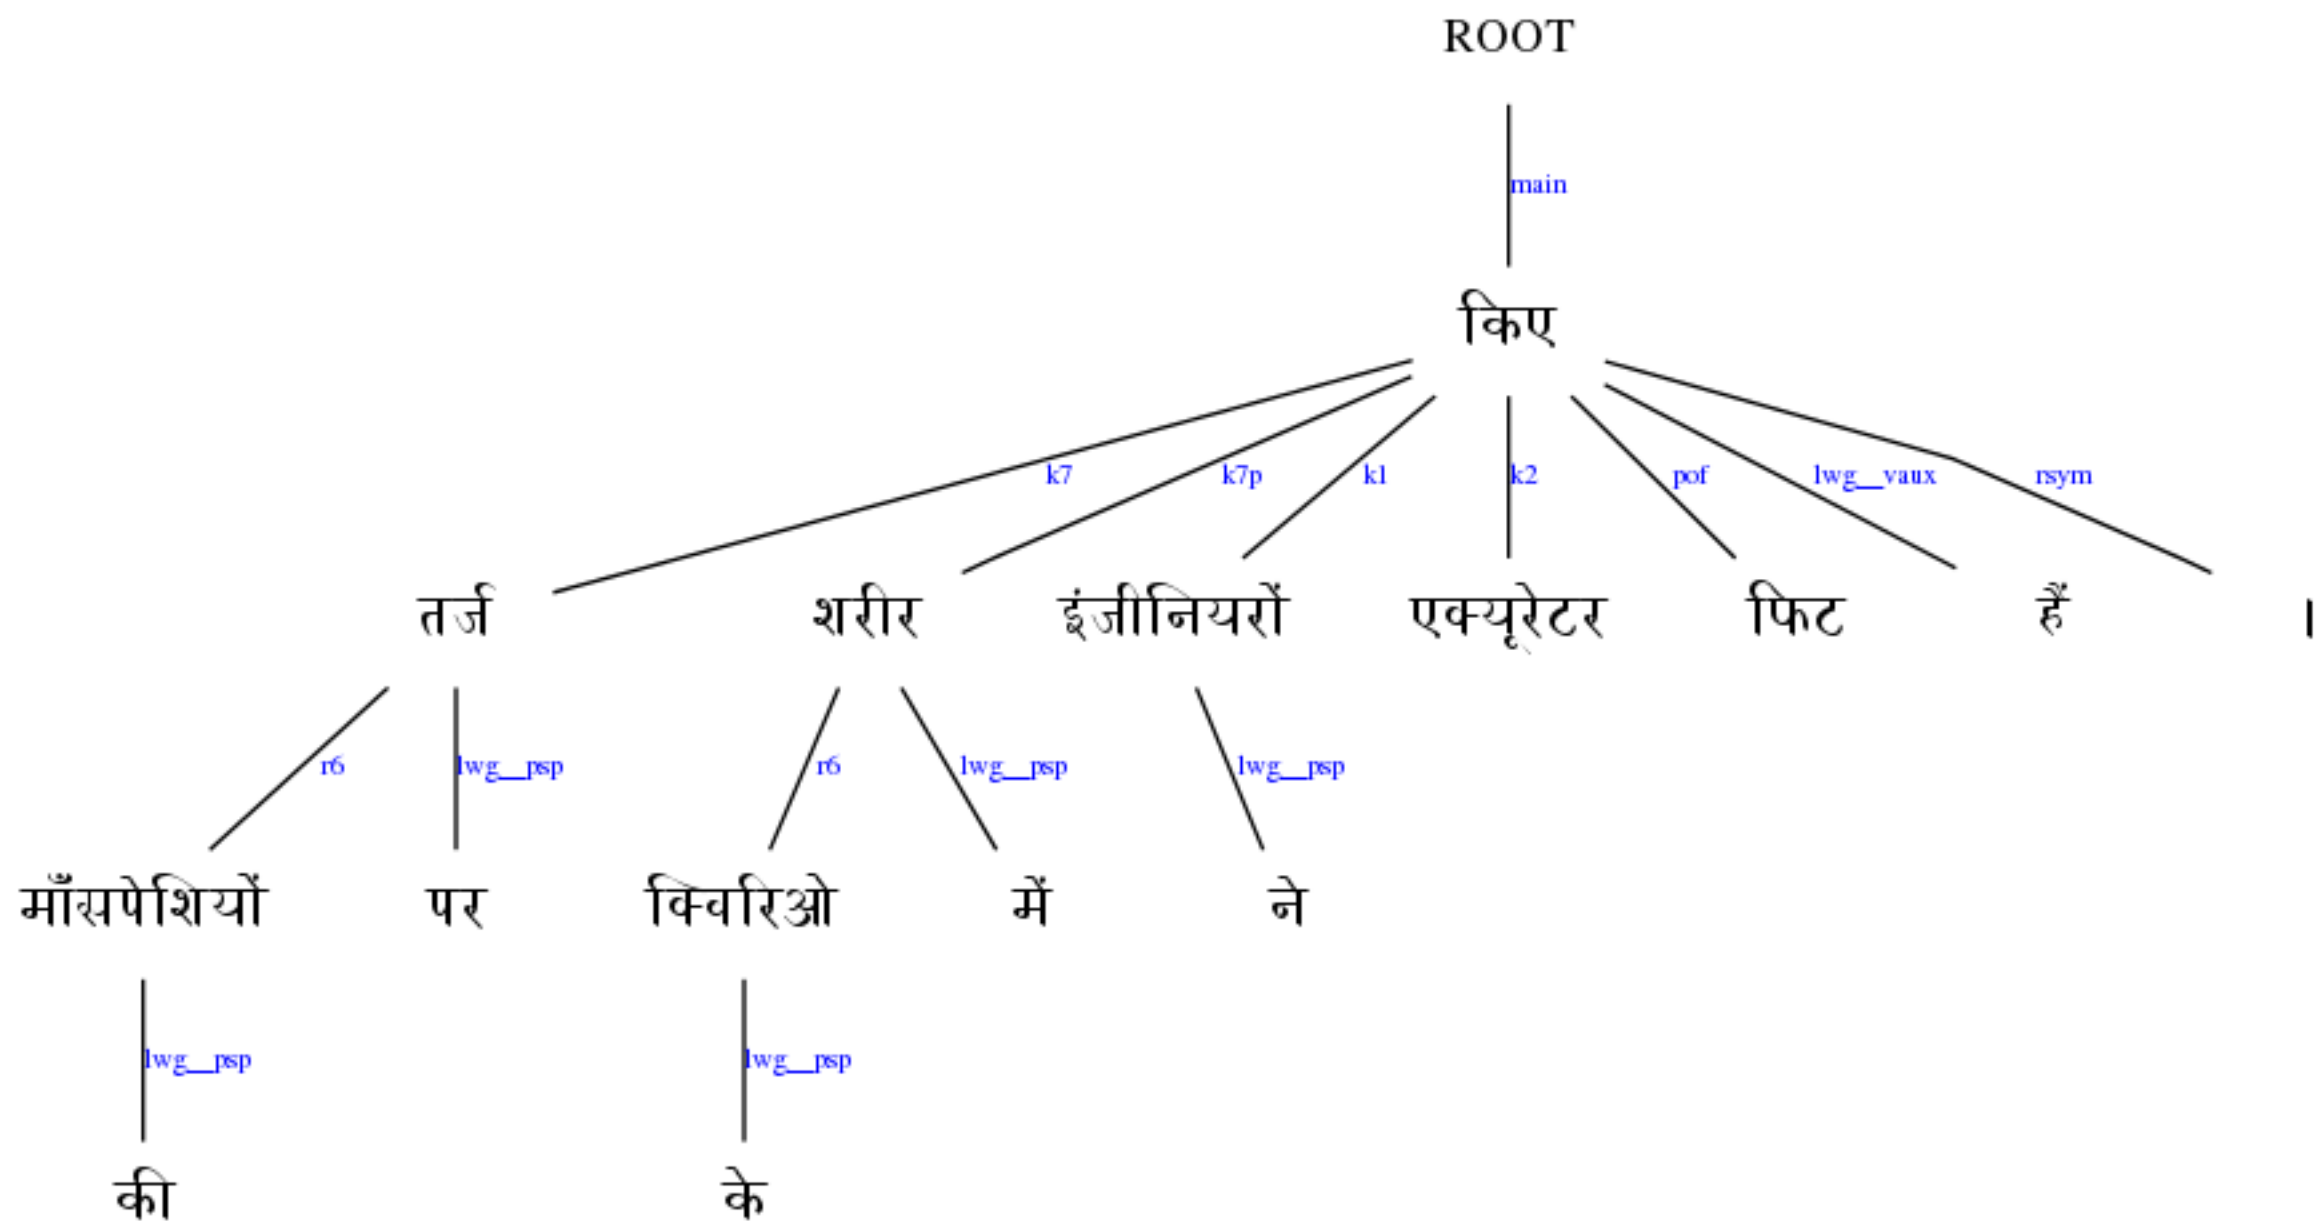 ROOT
main
किए
k7 k7p k1 k2 pof lwg__vaux rsym
तर्ज शरीर इंजीनियरों एक्यूरेटर फिट हैं ।
r6 lwg__psp r6 lwg__psp lwg__psp
माँसपेशियों पर क्विरिओ में ने
lwg__psp lwg__psp
की के